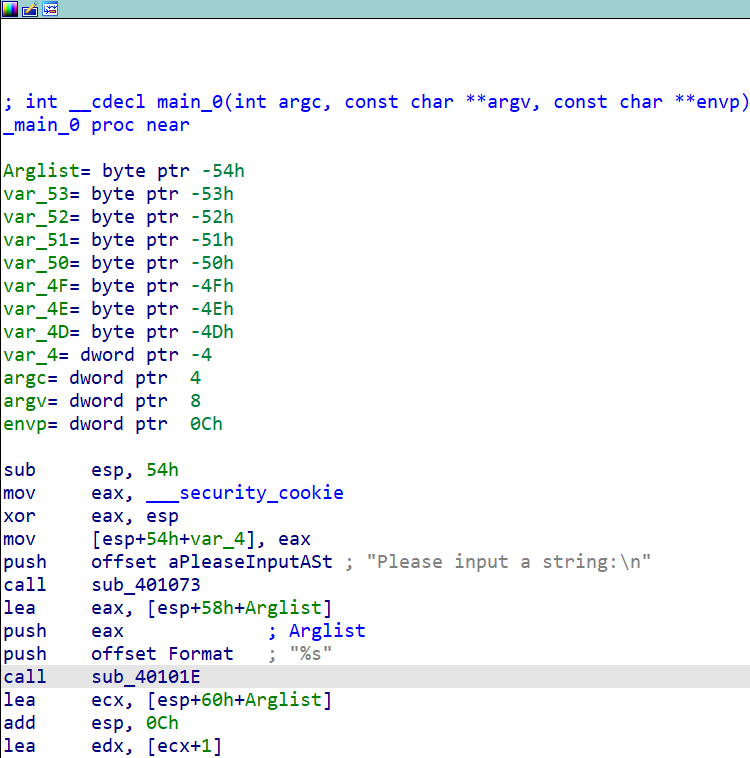 ; int __cdecl main_0(int argc, const char **argv, const char **envp)
_main_0 proc near
Arglist= byte ptr -54h
var_53= byte ptr -53h
var_52= byte ptr -52h
var_51= byte ptr -51h
var_50= byte ptr -50h
var_4F= byte ptr -4Fh
var_4E= byte ptr -4Eh
var_4D= byte ptr -4Dh
var_4= dword ptr -4
argc= dword ptr  4
argv= dword ptr  8
envp= dword ptr  0Ch
sub     esp, 54h
mov     eax, ___security_cookie
xor     eax, esp
mov     [esp+54h+var_4], eax
push    offset aPleaseInputASt ; "Please input a string:\n"
call    sub_401073
lea     eax, [esp+58h+Arglist]
push    eax             ; Arglist
push    offset Format   ; "%s"
call    sub_40101E
lea     ecx, [esp+60h+Arglist]
add     esp, 0Ch
lea     edx, [ecx+1]